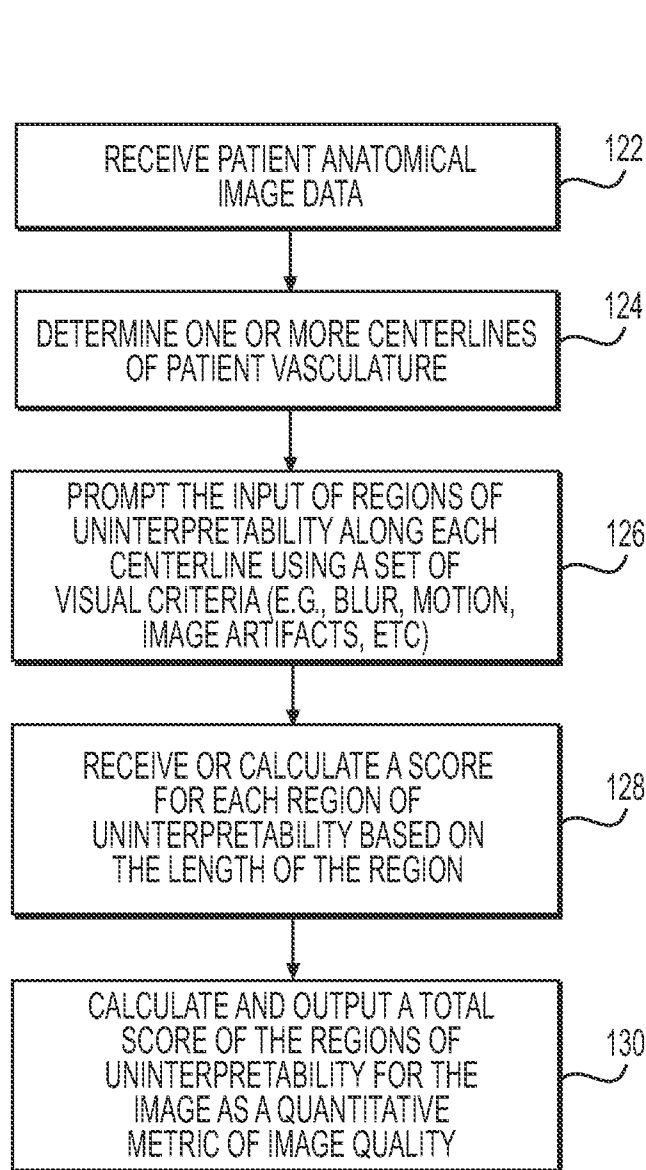 RECEIVE PATIENT ANATOMICAL
IMAGE DATA
122
DETERMINE ONE OR MORE CENTERLINES
OF PATIENT VASCULATURE
124
PROMPT THE INPUT OF REGIONS OF
UNINTERPRETABILITY ALONG EACH
CENTERLINE USING A SET OF
VISUAL CRITERIA (E.G., BLUR, MOTION,
IMAGE ARTIFACTS, ETC)
126
RECEIVE OR CALCULATE A SCORE
FOR EACH REGION OF
UNINTERPRETABILITY BASED ON
THE LENGTH OF THE REGION
128
CALCULATE AND OUTPUT A TOTAL
SCORE OF THE REGIONS OF
UNINTERPRETABILITY FOR THE
IMAGE AS A QUANTITATIVE
METRIC OF IMAGE QUALITY
130